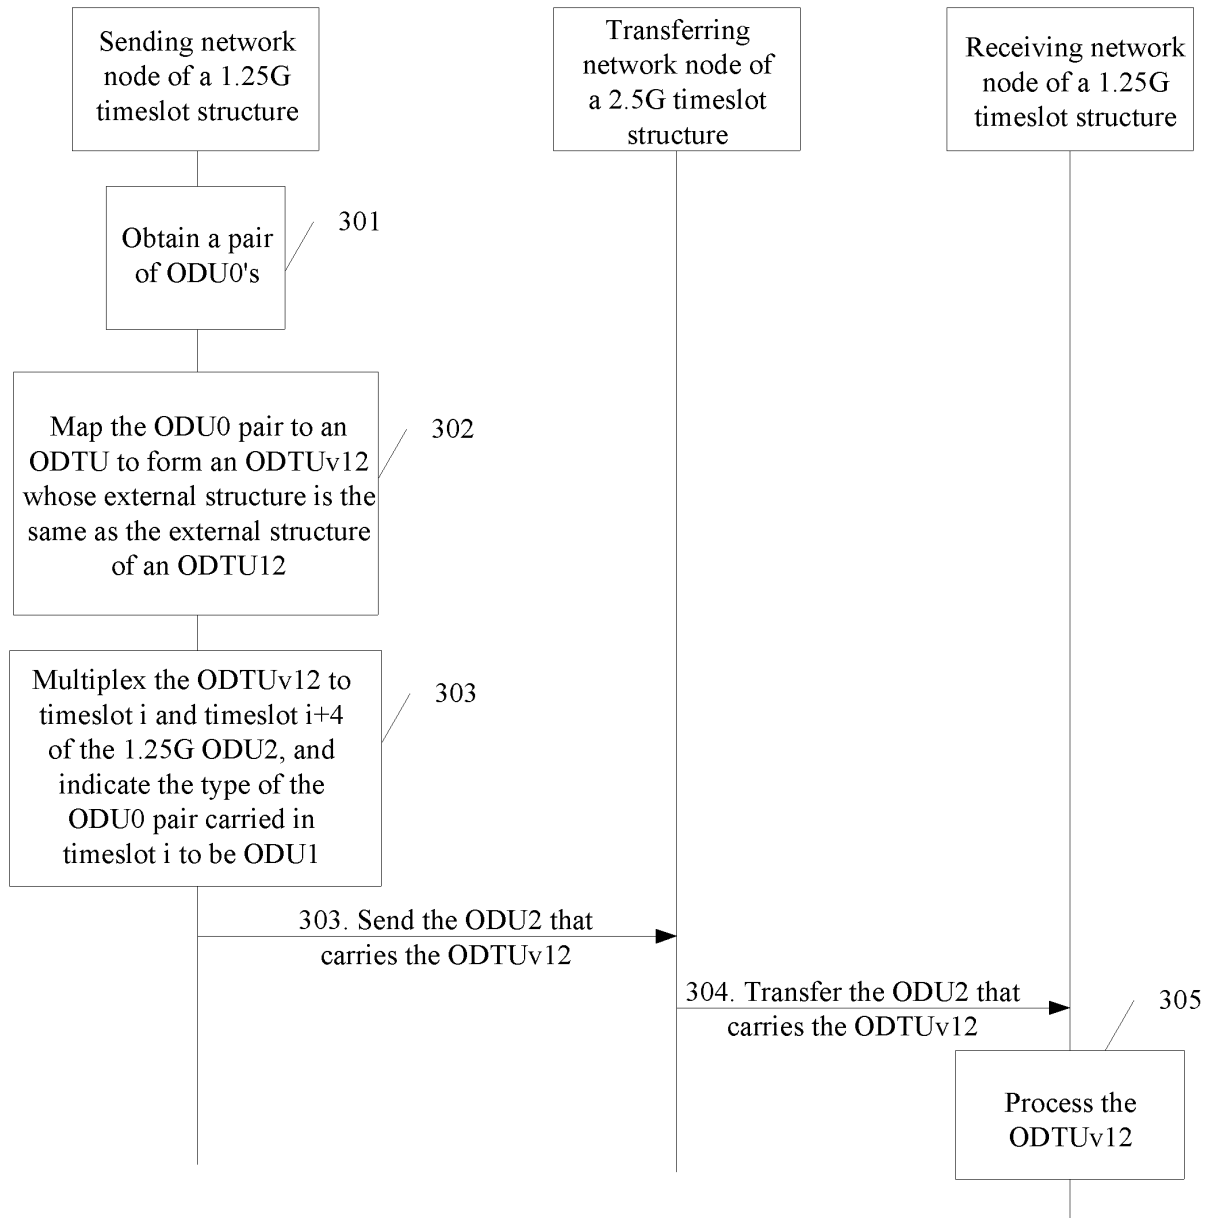 Sending network
node of a 1.25G
timeslot structure
Transferring
network node of
a 2.5G timeslot
structure
Receiving network
node of a 1.25G
timeslot structure
Obtain a pair
of ODU0's
301
Map the ODU0 pair to an
ODTU to form an ODTUv12
whose external structure is the
same as the external structure
of an ODTU12
302
Multiplex the ODTUv12 to
timeslot i and timeslot i+4
of the 1.25G ODU2, and
indicate the type of the
ODU0 pair carried in
timeslot i to be ODU1
303
303. Send the ODU2 that
carries the ODTUv12
304. Transfer the ODU2 that
carries the ODTUv12
305
Process the
ODTUv12